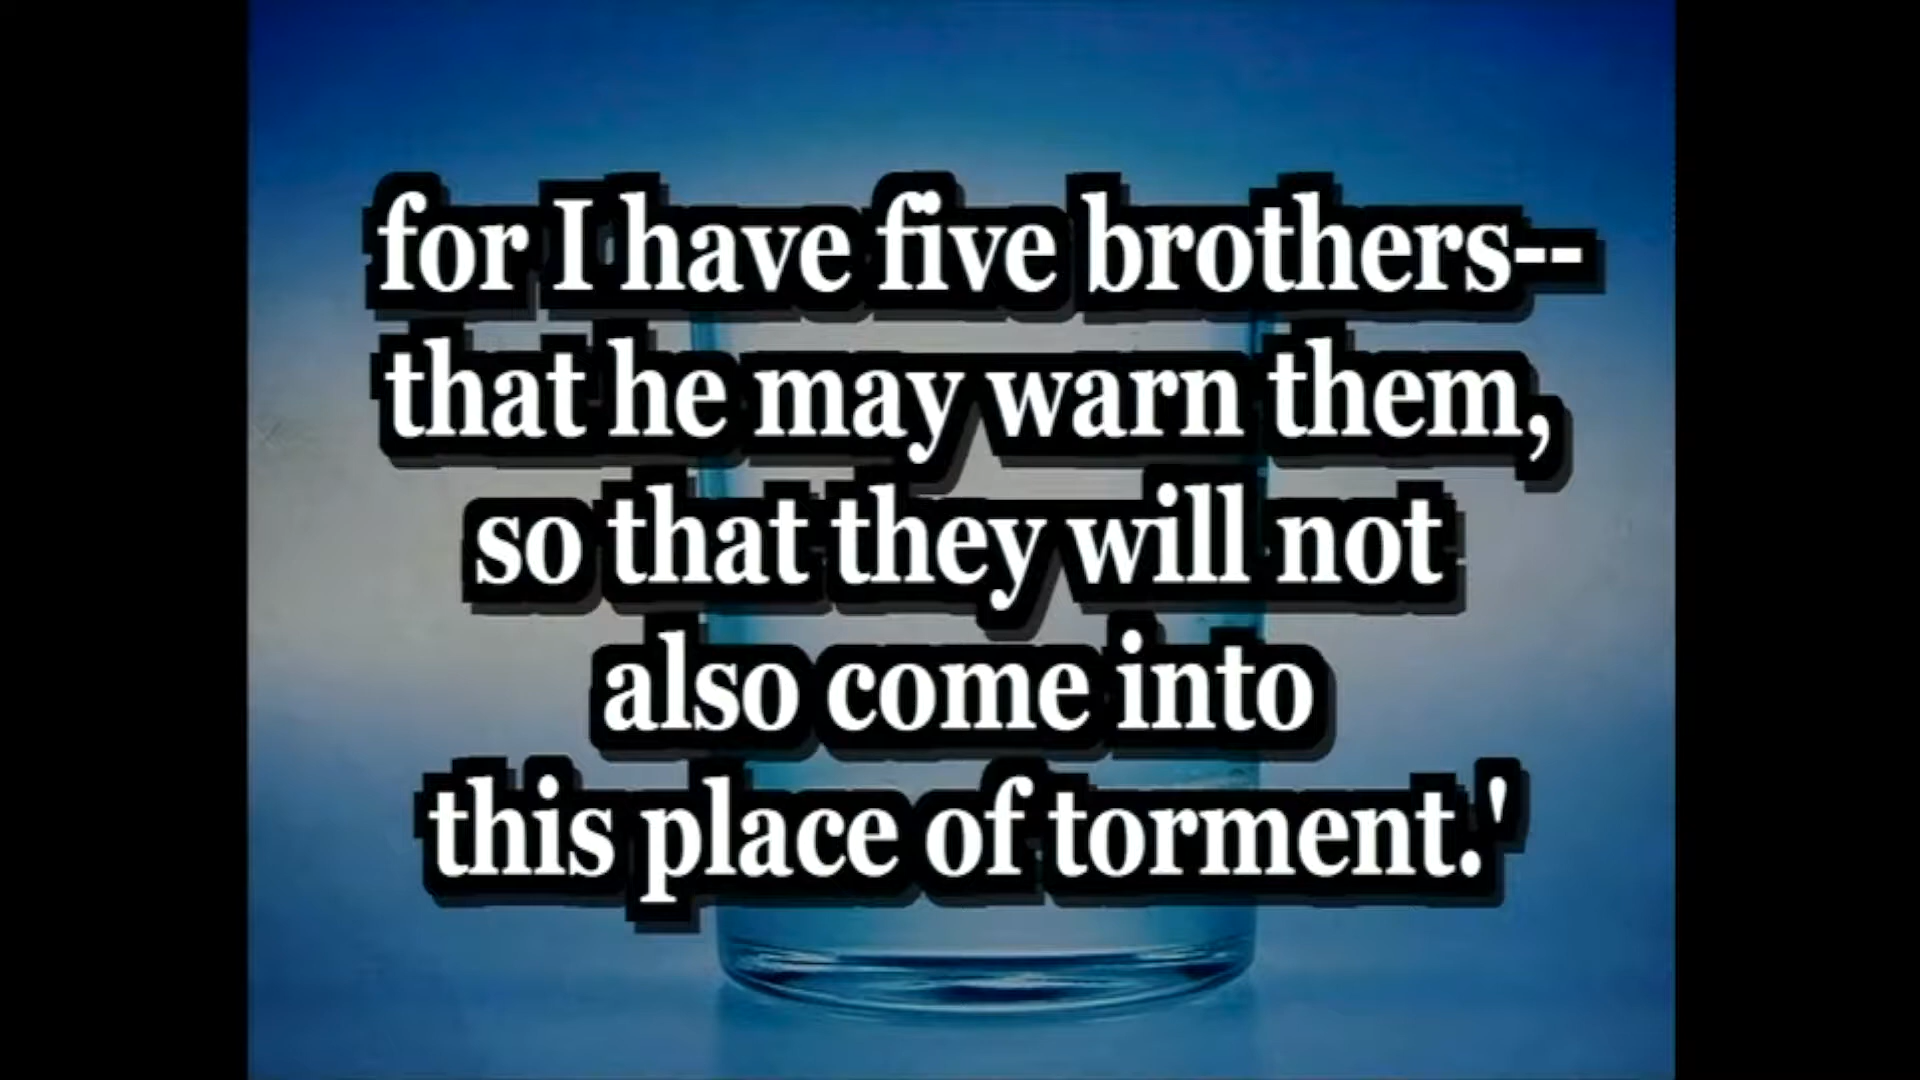 for I have five brothers--
that he may warn them,
so that they will not
also come into
this place of torment.'